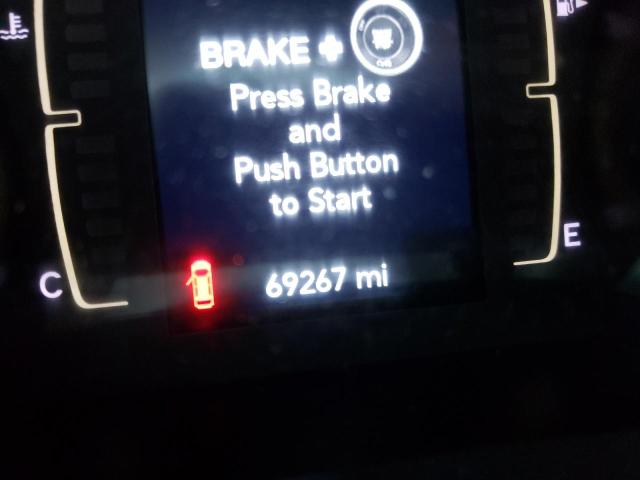 BRAKE +
Press Brake
and
Push Button
to Start
69267 mi
C
E